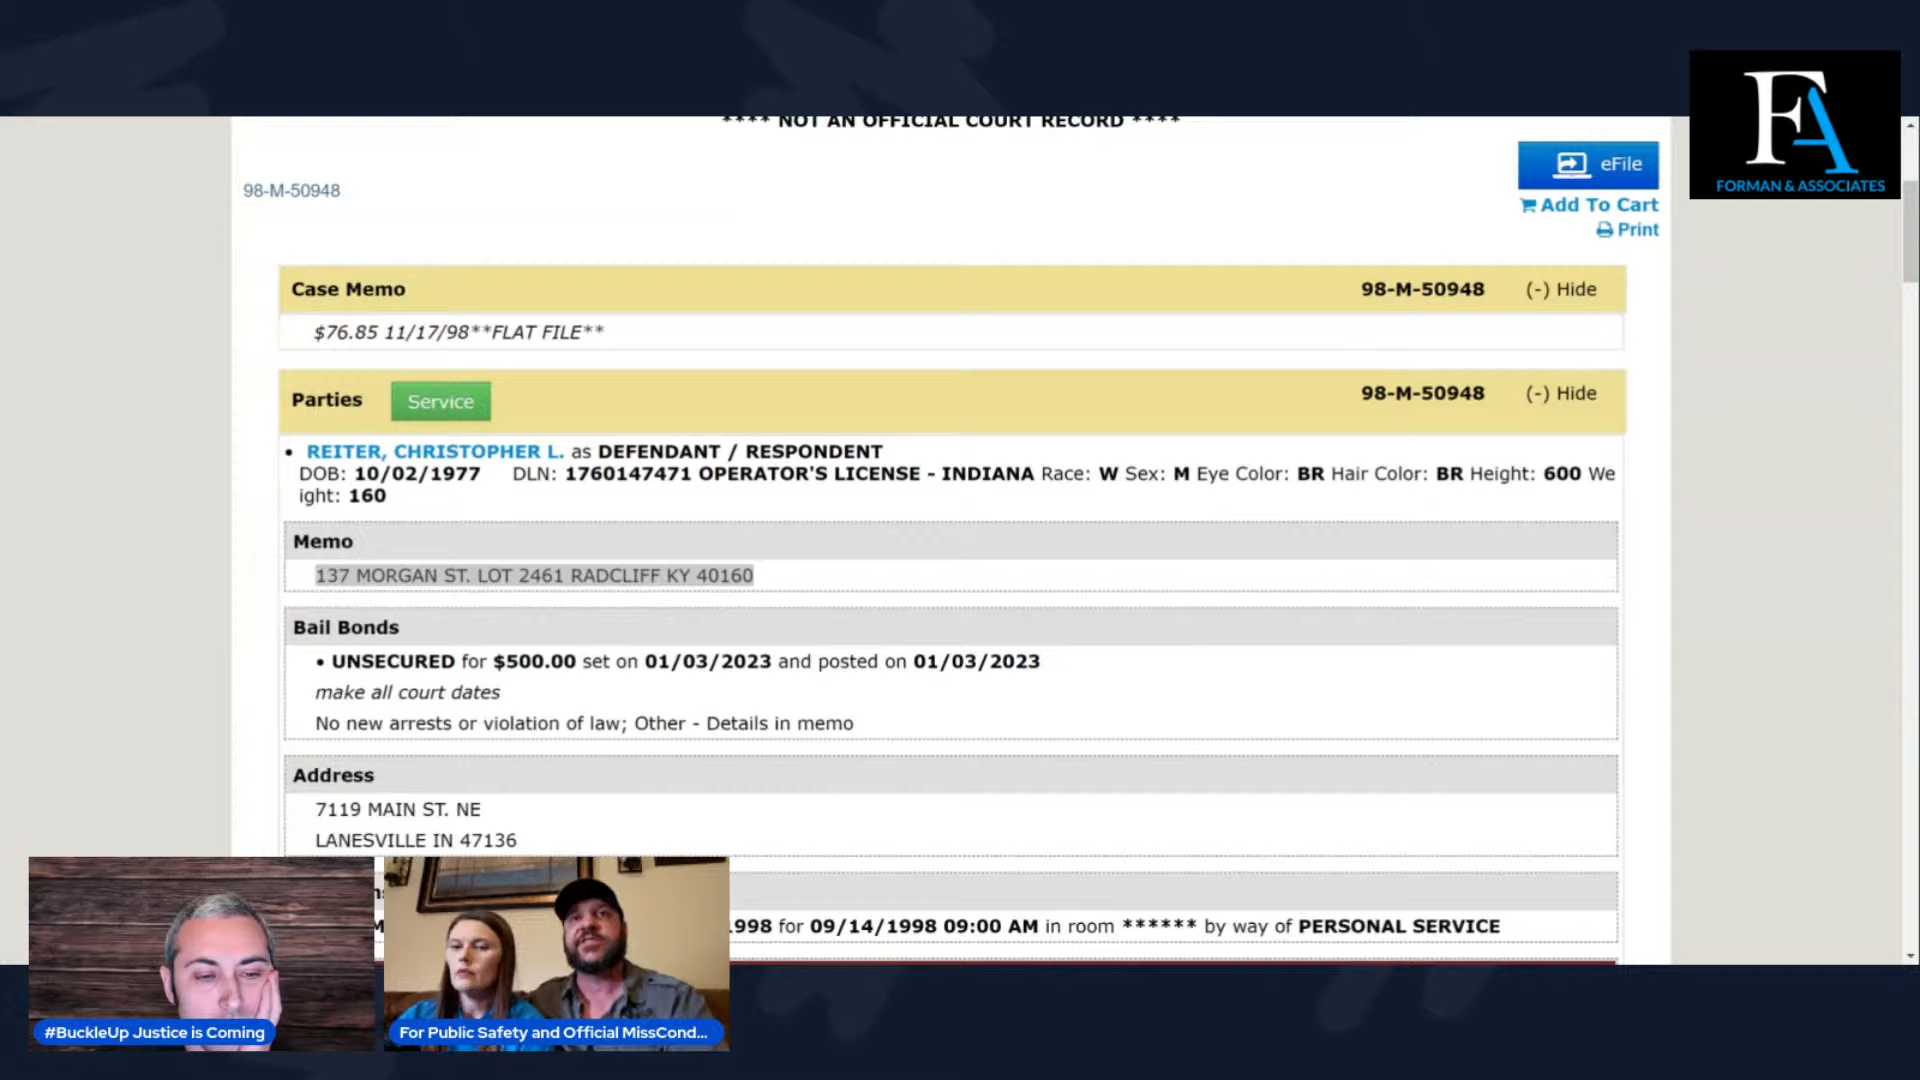 **** NOT AN OFFICIAL COURT RECORD ****
FA
FORMAN & ASSOCIATES
eFile
98-M-50948
Add To Cart
Print
Case Memo 98-M-50948 (-) Hide
$76.85 11/17/98**FLAT FILE**
Parties Service 98-M-50948 (-) Hide
• REITER, CHRISTOPHER L. as DEFENDANT / RESPONDENT
DOB: 10/02/1977 DLN: 1760147471 OPERATOR'S LICENSE - INDIANA Race: W Sex: M Eye Color: BR Hair Color: BR Height: 600 We
ight: 160
Memo
137 MORGAN ST. LOT 2461 RADCLIFF KY 40160
Bail Bonds
• UNSECURED for $500.00 set on 01/03/2023 and posted on 01/03/2023
make all court dates
No new arrests or violation of law; Other - Details in memo
Address
7119 MAIN ST. NE
LANESVILLE IN 47136
998 for 09/14/1998 09:00 AM in room ****** by way of PERSONAL SERVICE
#BuckleUp Justice is Coming
For Public Safety and Official MissCond...